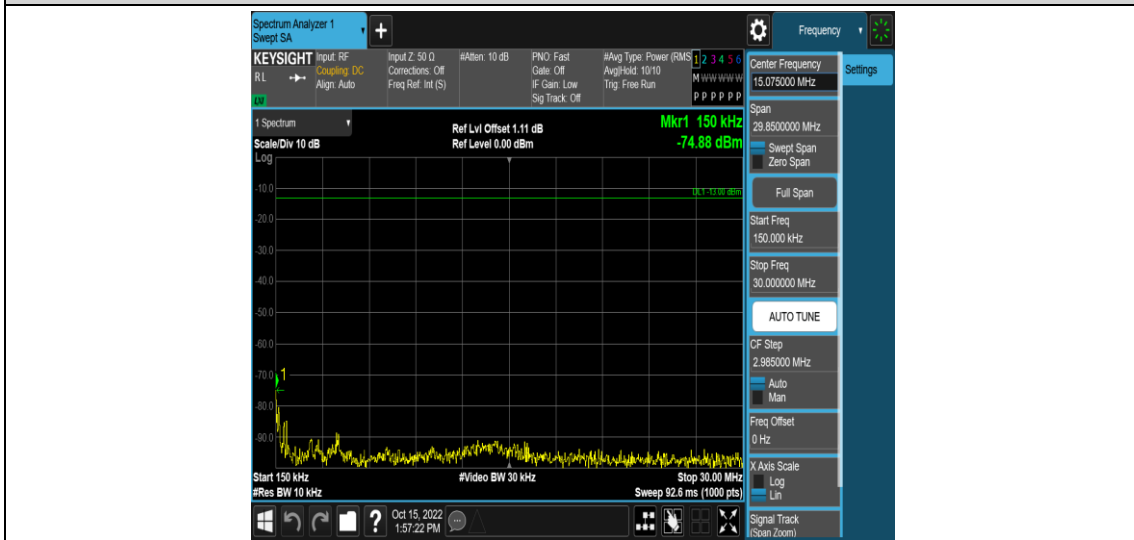 Spectrum Analyzer 1
Swept SA
+
Frequency
KEYSIGHT
RL
LXI
Input: RF
Coupling: DC
Align: Auto
Input Z: 50 Ω
Corrections: Off
Freq Ref: Int (S)
#Atten: 10 dB
PNO: Fast
Gate: Off
IF Gain: Low
Sig Track: Off
#Avg Type: Power (RMS
Avg|Hold: 10/10
Trig: Free Run
1 2 3 4 5 6
M W W W W W
P P P P P P
Center Frequency
15.075000 MHz
Settings
Span
29.8500000 MHz
Swept Span
Zero Span
Full Span
Start Freq
150.000 kHz
Stop Freq
30.000000 MHz
AUTO TUNE
CF Step
2.985000 MHz
Auto
Man
Freq Offset
0 Hz
X Axis Scale
Log
Lin
Signal Track
(Span Zoom)
1 Spectrum
Scale/Div 10 dB
Log
Ref Lvl Offset 1.11 dB
Ref Level 0.00 dBm
Mkr1 150 kHz
-74.88 dBm
DL1 -13.00 dBm
-10.0
-20.0
-30.0
-40.0
-50.0
-60.0
-70.0
1
-80.0
-90.0
Start 150 kHz
#Video BW 30 kHz
Stop 30.00 MHz
#Res BW 10 kHz
Sweep 92.6 ms (1000 pts)
?
Oct 15, 2022
1:57:22 PM